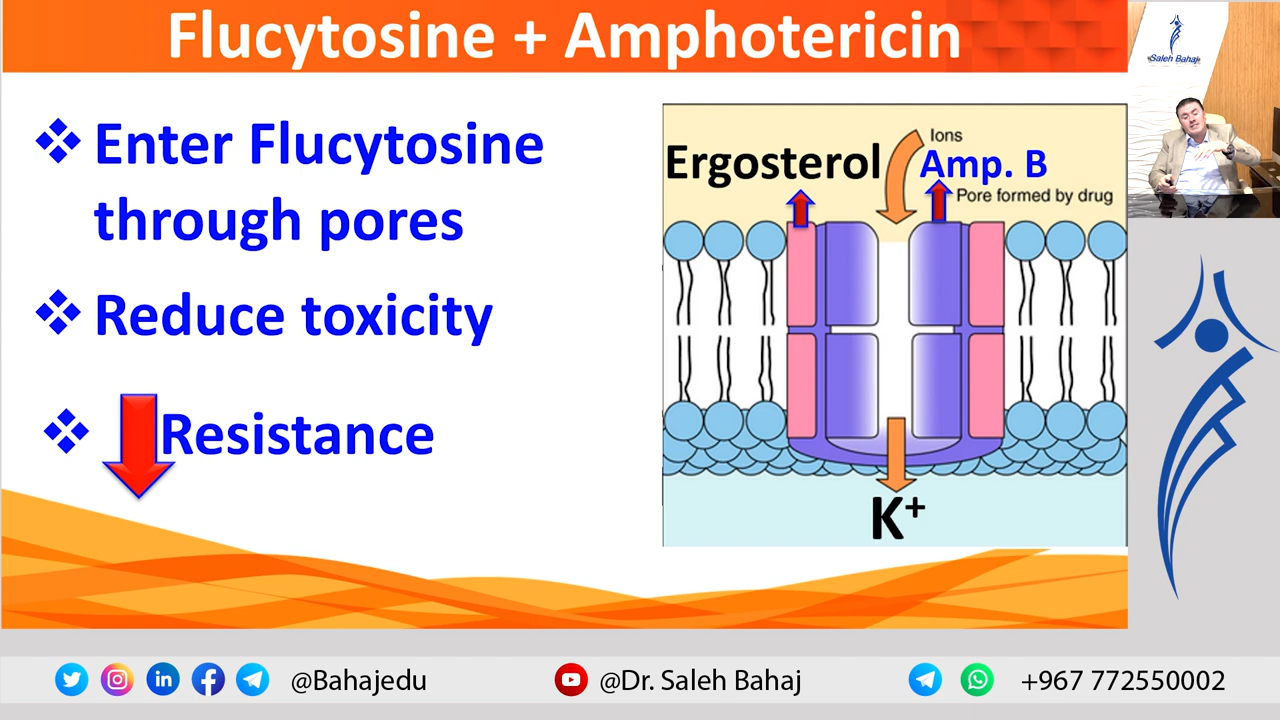 Flucytosine + Amphotericin
Saleh Bahaj
❖ Enter Flucytosine
through pores
❖ Reduce toxicity
❖ Resistance
Ions
Ergosterol
Amp. B
Pore formed by drug
K⁺
@Bahajedu
@Dr. Saleh Bahaj
+967 772550002